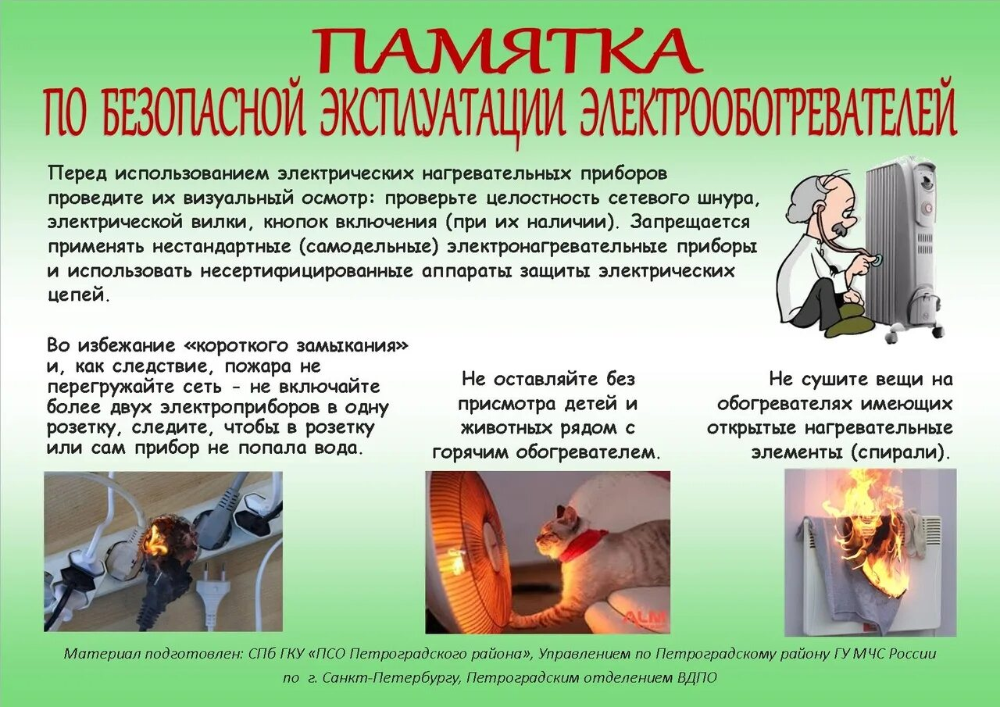 ПАМЯТКА
ПО БЕЗОПАСНОЙ ЭКСПЛУАТАЦИИ ЭЛЕКТРООБОГРЕВАТЕЛЕЙ
Перед использованием электрических нагревательных приборов
проведите их визуальный осмотр: проверьте целостность сетевого шнура,
электрической вилки, кнопок включения (при их наличии). Запрещается
применять нестандартные (самодельные) электронагревательные приборы
и использовать несертифицированные аппараты защиты электрических
цепей.
Во избежание «короткого замыкания»
и, как следствие, пожара не
перегружайте сеть - не включайте
более двух электроприборов в одну
розетку, следите, чтобы в розетку
или сам прибор не попала вода.
Не оставляйте без
присмотра детей и
животных рядом с
горячим обогревателем.
Не сушите вещи на
обогревателях имеющих
открытые нагревательные
элементы (спирали).
ALM
Материал подготовлен: СПб ГКУ «ПСО Петроградского района», Управлением по Петроградскому району ГУ МЧС России
по г. Санкт-Петербургу, Петроградским отделением ВДПО